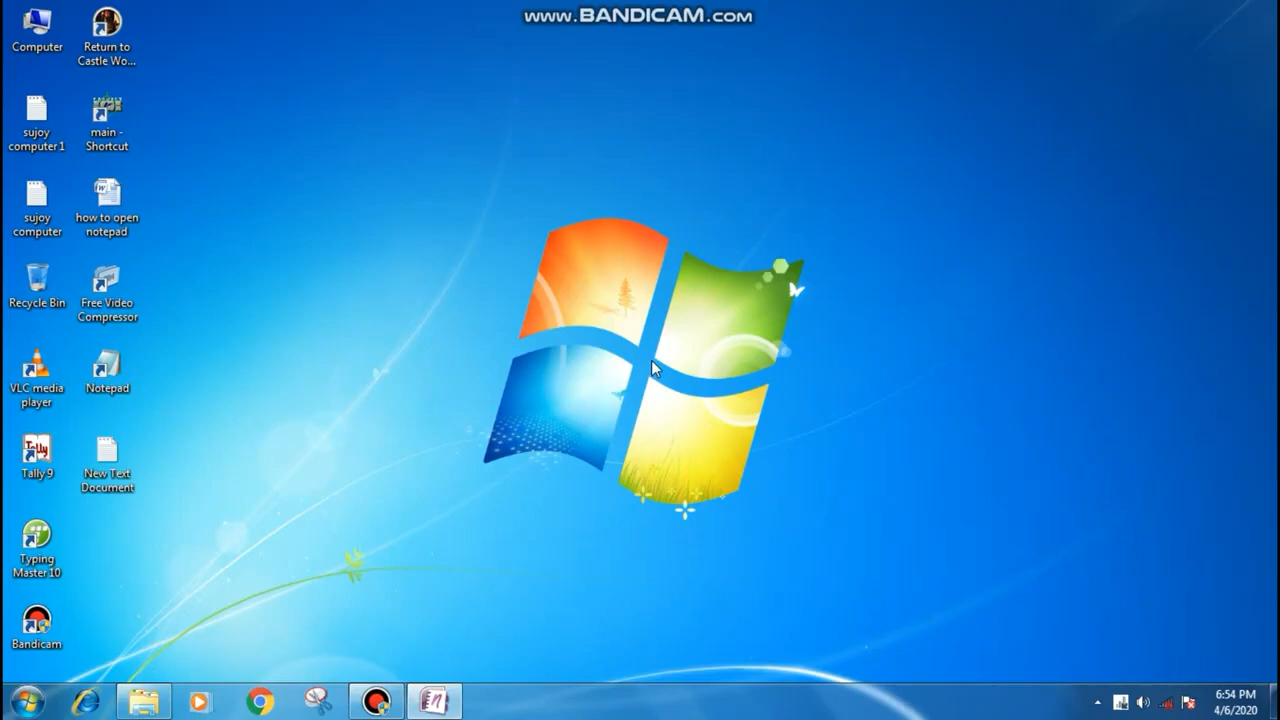 www.BANDICAM.com
Computer
Return to
Castle Wo...
sujoy
computer 1
main -
Shortcut
sujoy
computer
how to open
notepad
Recycle Bin
Free Video
Compressor
VLC media
player
Notepad
Tally 9
New Text
Document
Typing
Master 10
Bandicam
6:54 PM
4/6/2020